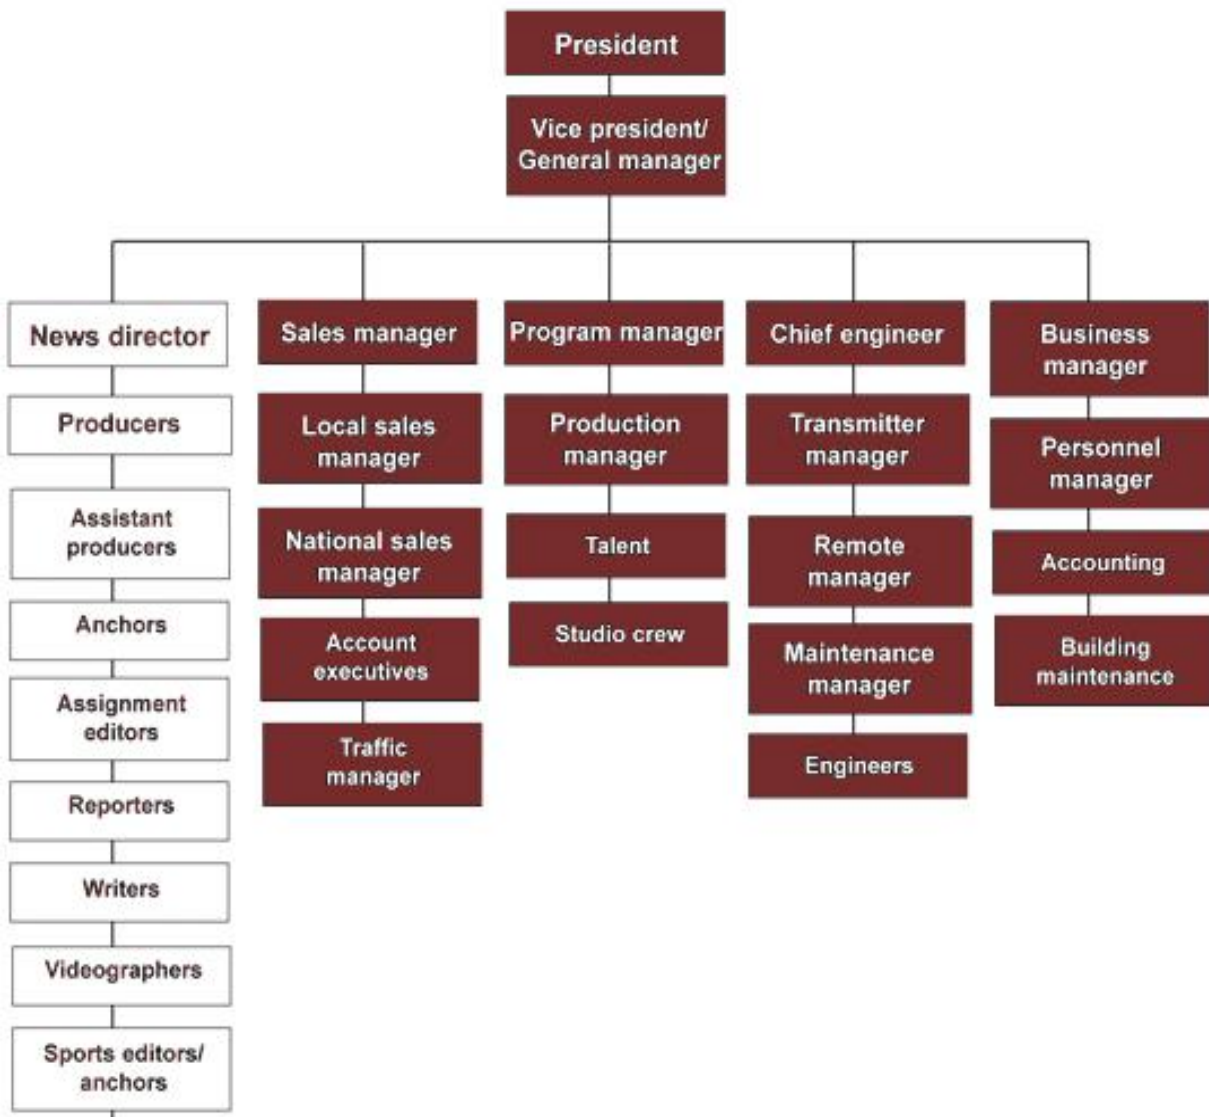 President
Vice president/
General manager
News director
Producers
Assistant
producers
Anchors
Assignment
editors
Reporters
Writers
Videographers
Sports editors/
anchors
Sales manager
Local sales
manager
National sales
manager
Account
executives
Traffic
manager
Program manager
Production
manager
Talent
Studio crew
Chief engineer
Transmitter
manager
Remote
manager
Maintenance
manager
Engineers
Business
manager
Personnel
manager
Accounting
Building
maintenance